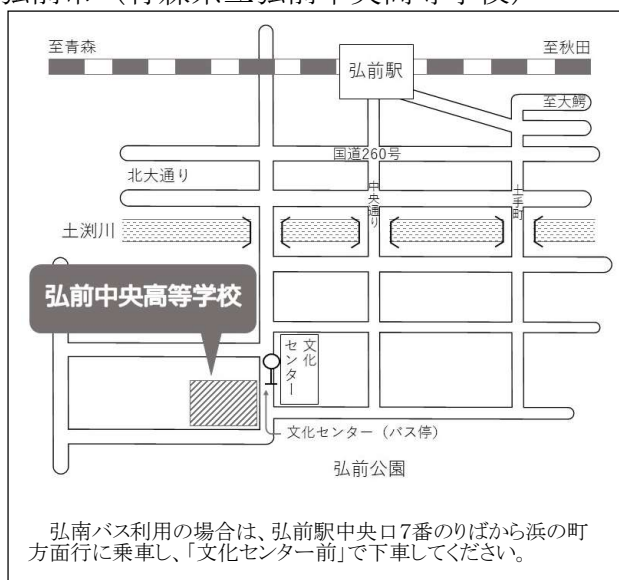 弘前市（青森県立弘前中央高等学校）
至青森
至秋田
弘前駅
至大鰐
国道260号
北大通り
中央通り
土手町
土渕川
弘前中央高等学校
文化センター
文化センター（バス停）
弘前公園
弘南バス利用の場合は、弘前駅中央口7番のりばから浜の町
方面行に乗車し、「文化センター前」で下車してください。